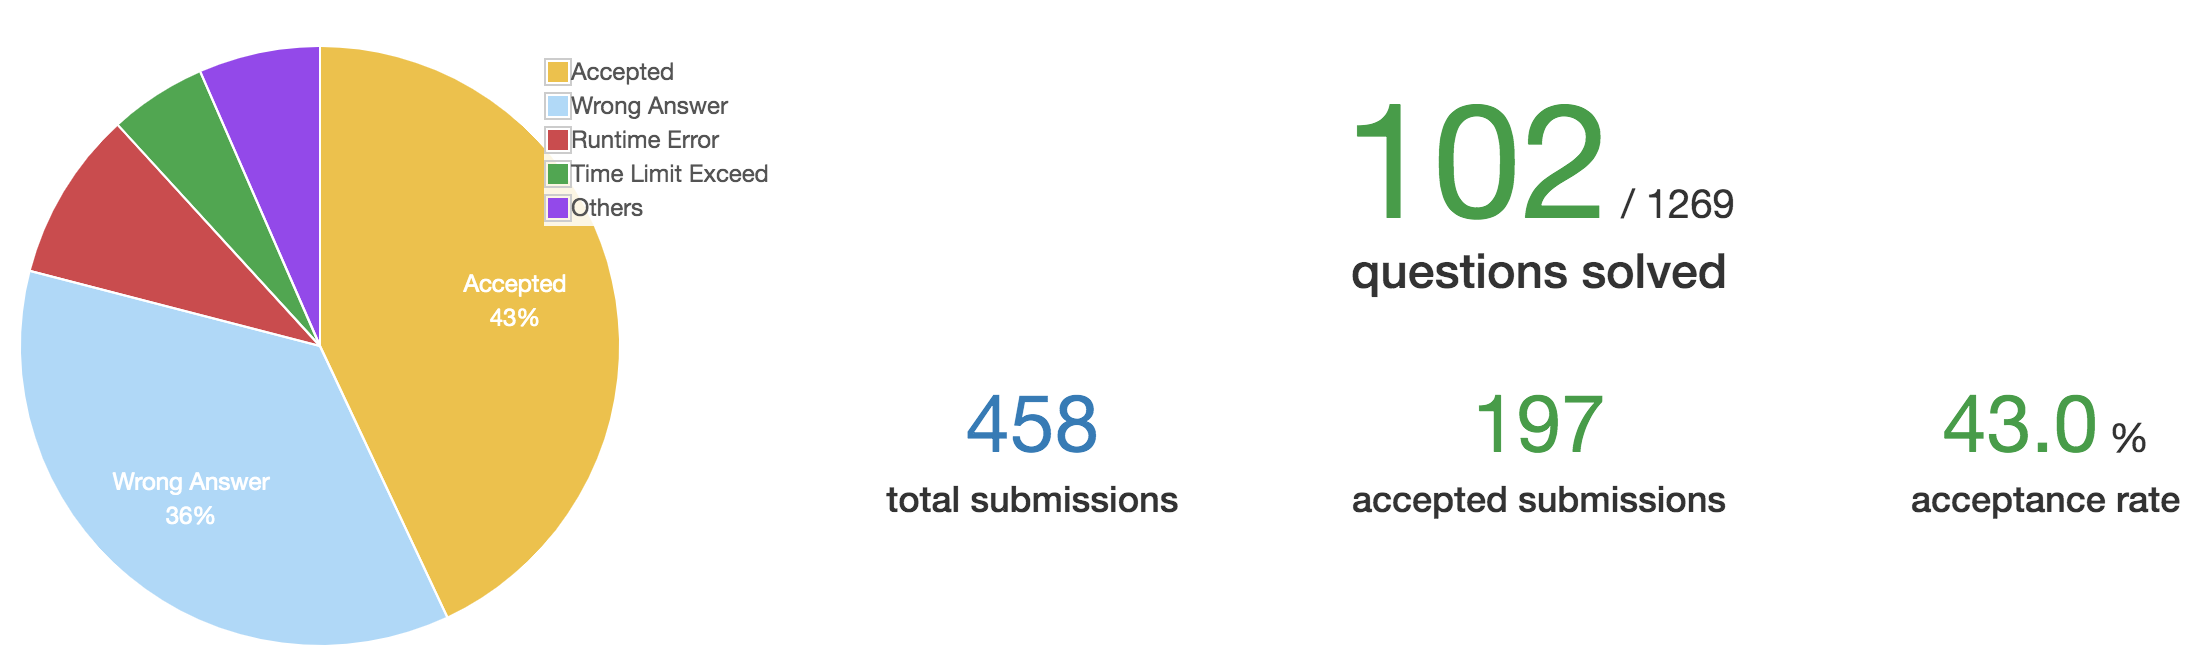 Accepted
Wrong Answer
Runtime Error
Time Limit Exceed
Others
Accepted
43%
Wrong Answer
36%
102 / 1269
questions solved
458
total submissions
197
accepted submissions
43.0 %
acceptance rate